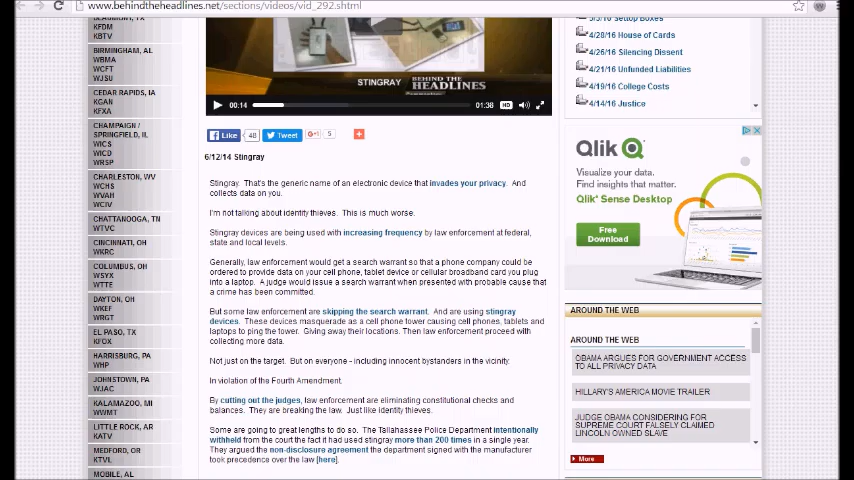 www.behindtheheadlines.net/sections/videos/vid_292.shtml
BEAUMONT, TX
KFDM
KBTV
BIRMINGHAM, AL
WBMA
WCFT
WJSU
CEDAR RAPIDS, IA
KGAN
KFXA
CHAMPAIGN /
SPRINGFIELD, IL
WICS
WICD
WRSP
CHARLESTON, WV
WCHS
WVAH
WCIV
CHATTANOOGA, TN
WTVC
CINCINNATI, OH
WKRC
COLUMBUS, OH
WSYX
WTTE
DAYTON, OH
WKEF
WRGT
EL PASO, TX
KFOX
HARRISBURG, PA
WHP
JOHNSTOWN, PA
WJAC
KALAMAZOO, MI
WWMT
LITTLE ROCK, AR
KATV
MEDFORD, OR
KTVL
MOBILE, AL
STINGRAY
BEHIND THE
HEADLINES
00:14
01:38
HD
Like
48
Tweet
G+1
5
6/12/14 Stingray
Stingray. That's the generic name of an electronic device that invades your privacy. And
collects data on you.
I'm not talking about identity thieves. This is much worse.
Stingray devices are being used with increasing frequency by law enforcement at federal,
state and local levels.
Generally, law enforcement would get a search warrant so that a phone company could be
ordered to provide data on your cell phone, tablet device or cellular broadband card you plug
into a laptop. A judge would issue a search warrant when presented with probable cause that
a crime has been committed.
But some law enforcement are skipping the search warrant. And are using stingray
devices. These devices masquerade as a cell phone tower causing cell phones, tablets and
laptops to ping the tower. Giving away their locations. Then law enforcement proceed with
collecting more data.
Not just on the target. But on everyone - including innocent bystanders in the vicinity.
In violation of the Fourth Amendment.
By cutting out the judges, law enforcement are eliminating constitutional checks and
balances. They are breaking the law. Just like identity thieves.
Some are going to great lengths to do so. The Tallahassee Police Department intentionally
withheld from the court the fact it had used stingray more than 200 times in a single year.
They argued the non-disclosure agreement the department signed with the manufacturer
took precedence over the law [here].
5/3/16 Settop Boxes
4/28/16 House of Cards
4/26/16 Silencing Dissent
4/21/16 Unfunded Liabilities
4/19/16 College Costs
4/14/16 Justice
Qlik
Visualize your data.
Find insights that matter.
Qlik Sense Desktop
Free
Download
AROUND THE WEB
AROUND THE WEB
OBAMA ARGUES FOR GOVERNMENT ACCESS
TO ALL PRIVACY DATA
HILLARY'S AMERICA MOVIE TRAILER
JUDGE OBAMA CONSIDERING FOR
SUPREME COURT FALSELY CLAIMED
LINCOLN OWNED SLAVE
More